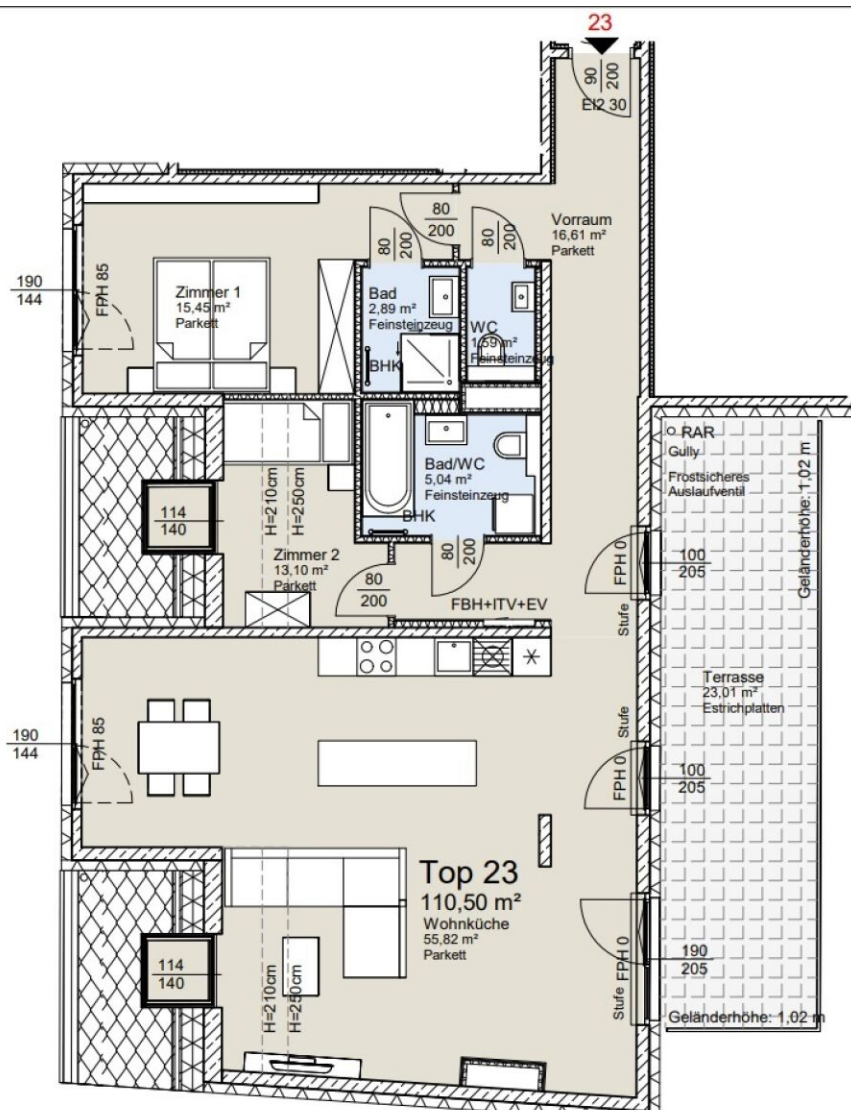 23
90
200
EI2 30
80
200
80
200
80
200
Vorraum
16,61 m²
Parkett
190
144
FPH 85
Zimmer 1
15,45 m²
Parkett
Bad
2,89 m²
Feinsteinzeug
BHK
WC
1,59 m²
Feinsteinzeug
RAR
Gully
Frostsicheres
Auslaufventil
Geländerhöhe: 1,02 m
Bad/WC
5,04 m²
Feinsteinzeug
BHK
114
140
H=210cm
H=250cm
Zimmer 2
13,10 m²
Parkett
80
200
80
200
FBH+ITV+EV
FPH 0
100
205
Stufe
Terrasse
23,01 m²
Estrichplatten
Stufe
190
144
FPH 85
FPH 0
100
205
Top 23
110,50 m²
Wohnküche
55,82 m²
Parkett
114
140
H=210cm
H=250cm
FPH 0
190
205
Stufe
Geländerhöhe: 1,02 m